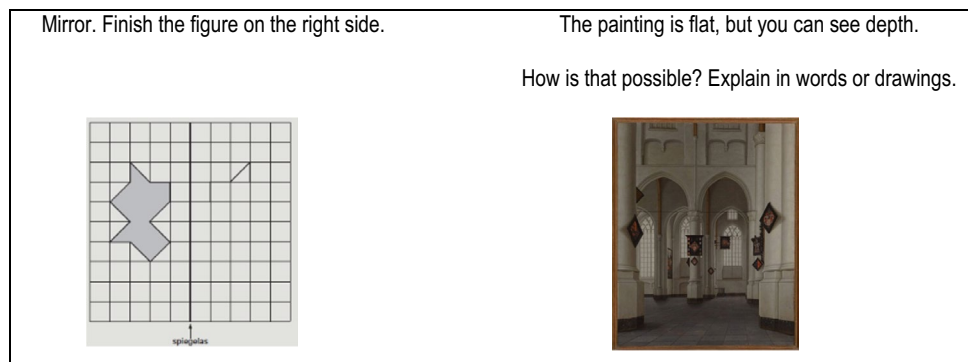 Mirror. Finish the figure on the right side.
The painting is flat, but you can see depth.
How is that possible? Explain in words or drawings.
spiegelas